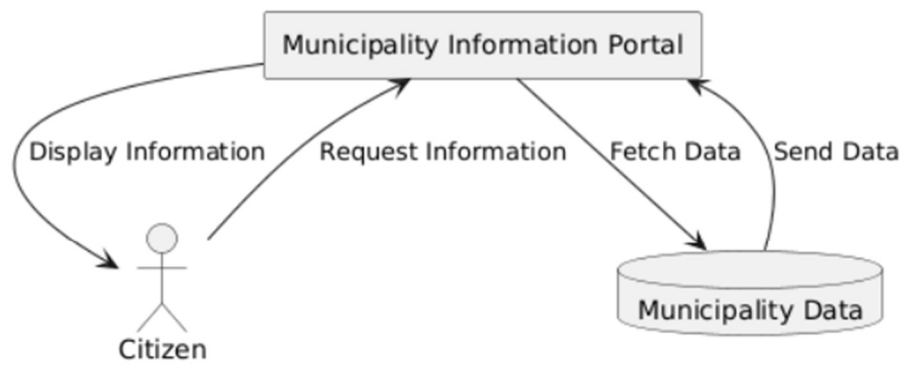 Municipality Information Portal
Display Information
Request Information
Fetch Data
Send Data
Municipality Data
Citizen